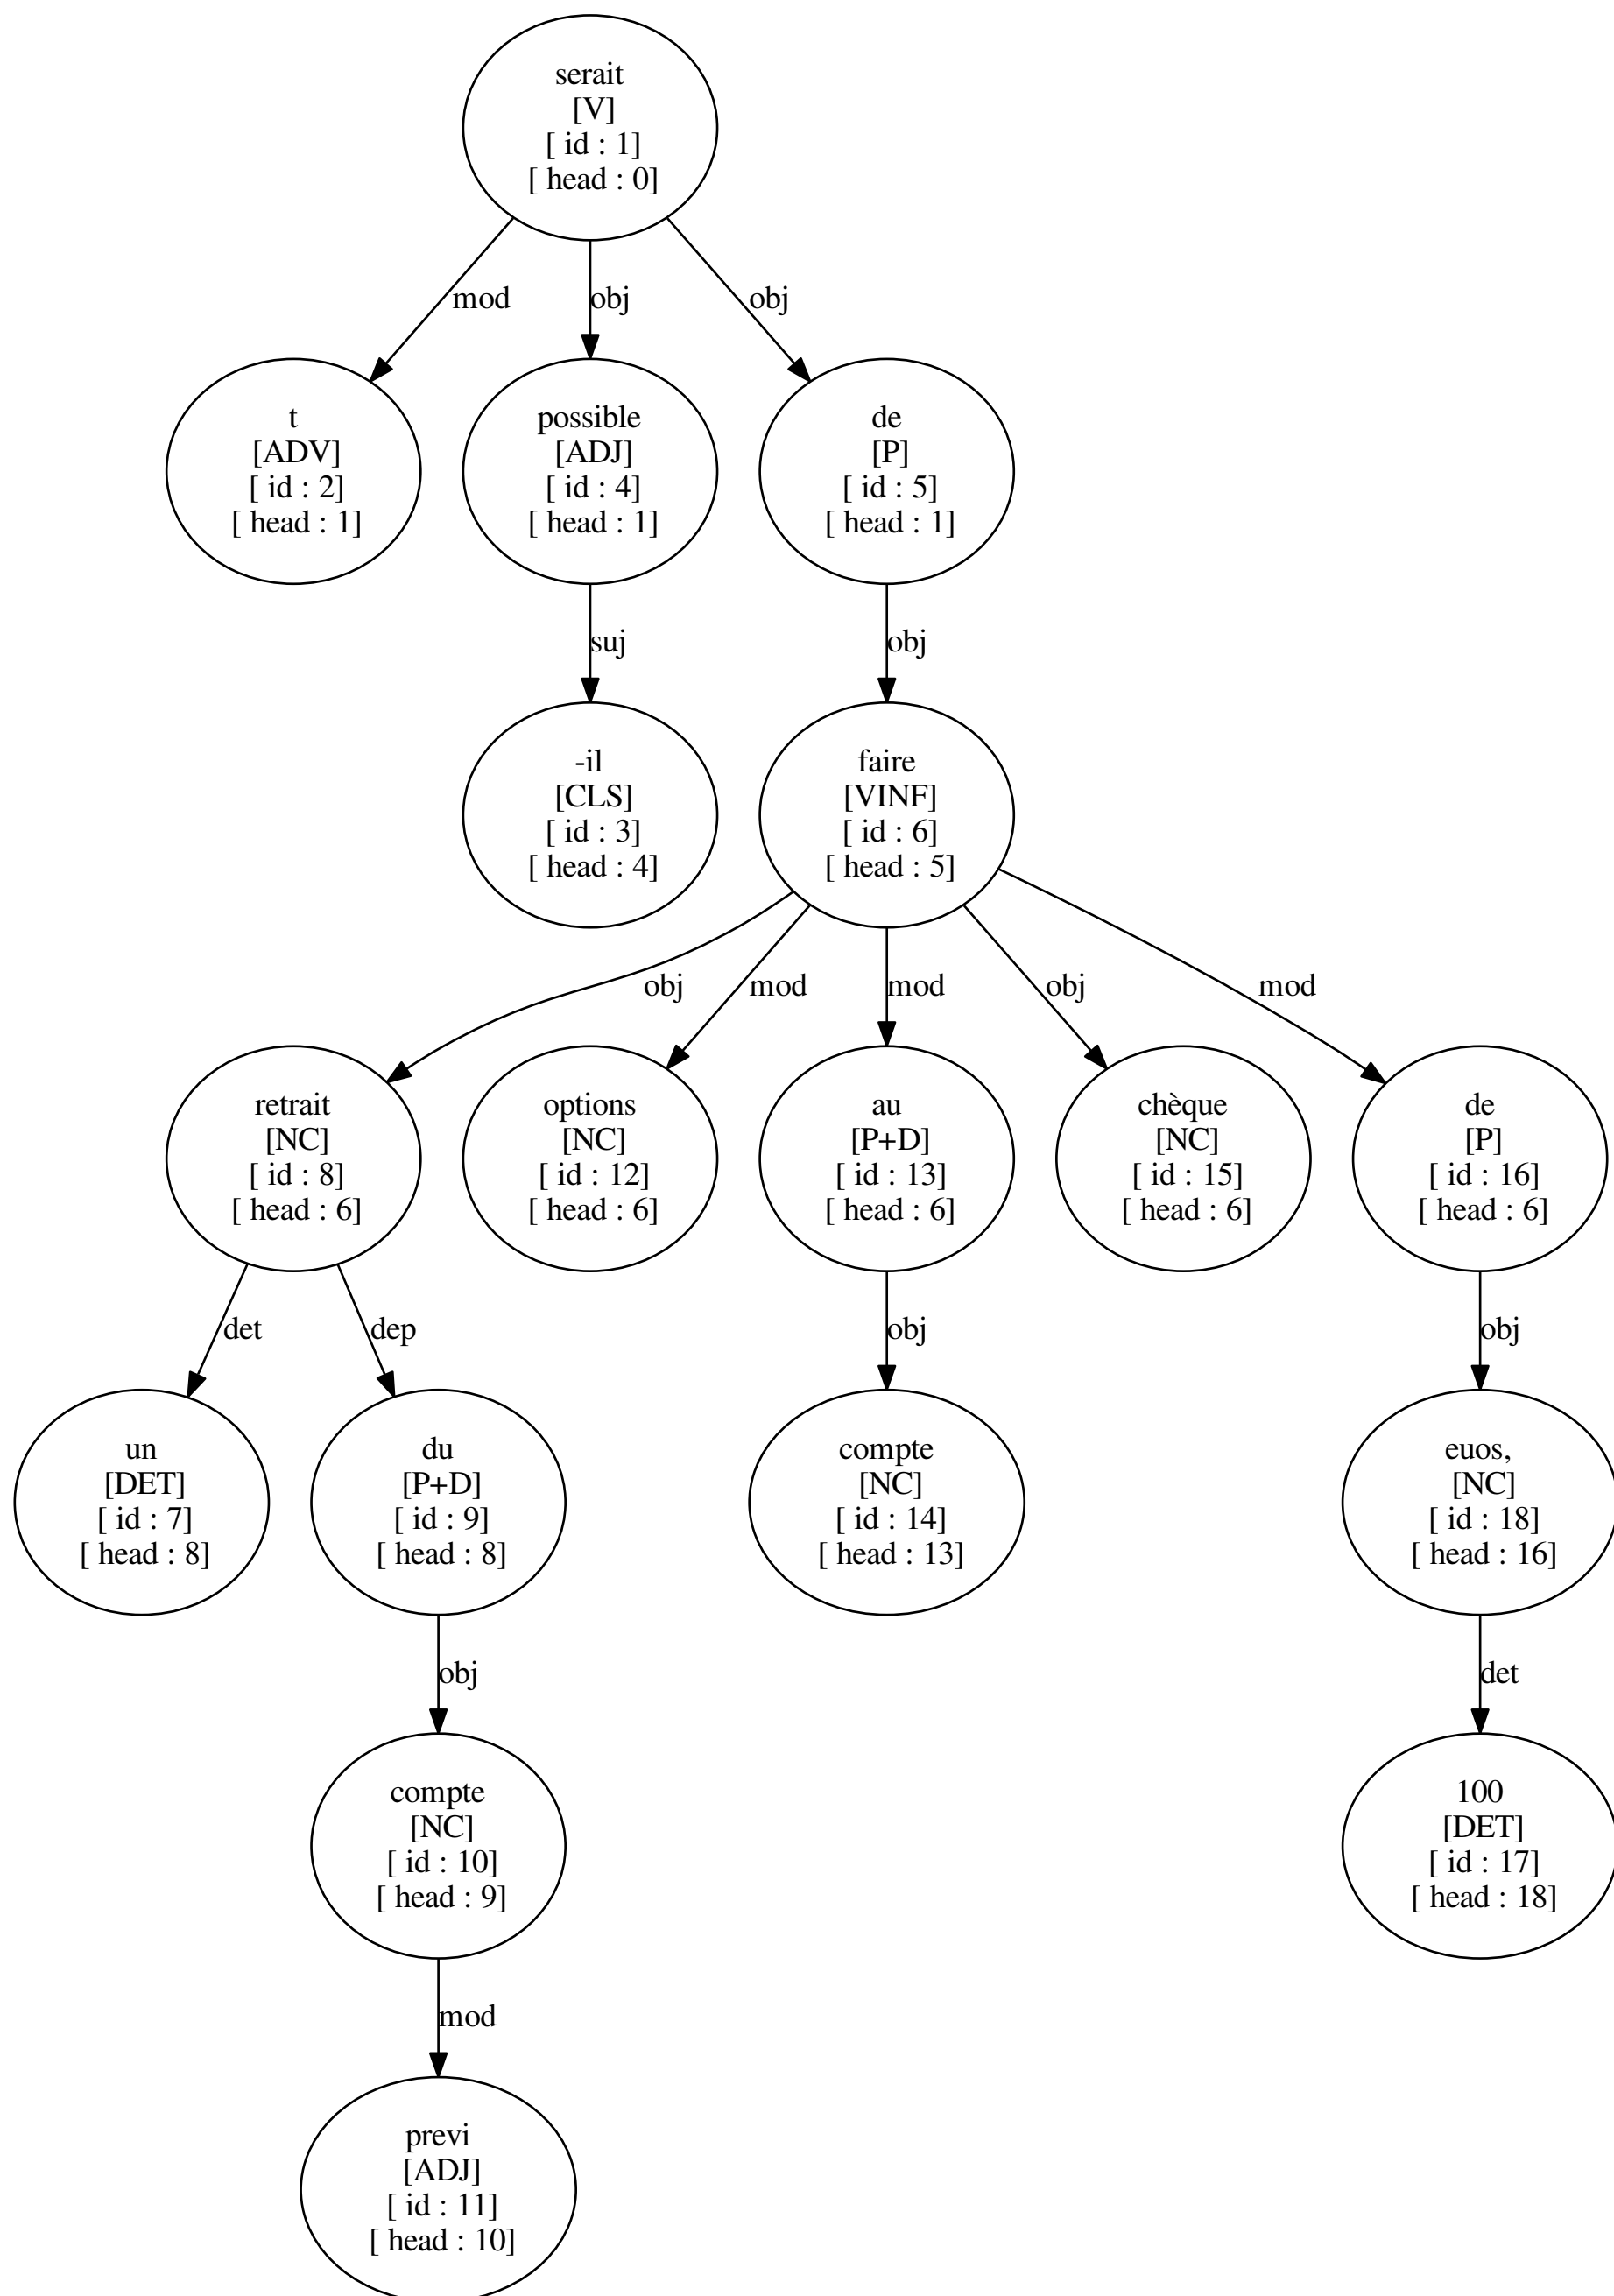 serait
[V]
[ id : 1]
[ head : 0]
mod
obj
obj
t
[ADV]
[ id : 2]
[ head : 1]
possible
[ADJ]
[ id : 4]
[ head : 1]
de
[P]
[ id : 5]
[ head : 1]
suj
obj
-il
[CLS]
[ id : 3]
[ head : 4]
faire
[VINF]
[ id : 6]
[ head : 5]
obj
mod
mod
obj
mod
retrait
[NC]
[ id : 8]
[ head : 6]
options
[NC]
[ id : 12]
[ head : 6]
au
[P+D]
[ id : 13]
[ head : 6]
chèque
[NC]
[ id : 15]
[ head : 6]
de
[P]
[ id : 16]
[ head : 6]
det
dep
obj
obj
un
[DET]
[ id : 7]
[ head : 8]
du
[P+D]
[ id : 9]
[ head : 8]
compte
[NC]
[ id : 14]
[ head : 13]
euos,
[NC]
[ id : 18]
[ head : 16]
obj
det
compte
[NC]
[ id : 10]
[ head : 9]
100
[DET]
[ id : 17]
[ head : 18]
mod
previ
[ADJ]
[ id : 11]
[ head : 10]